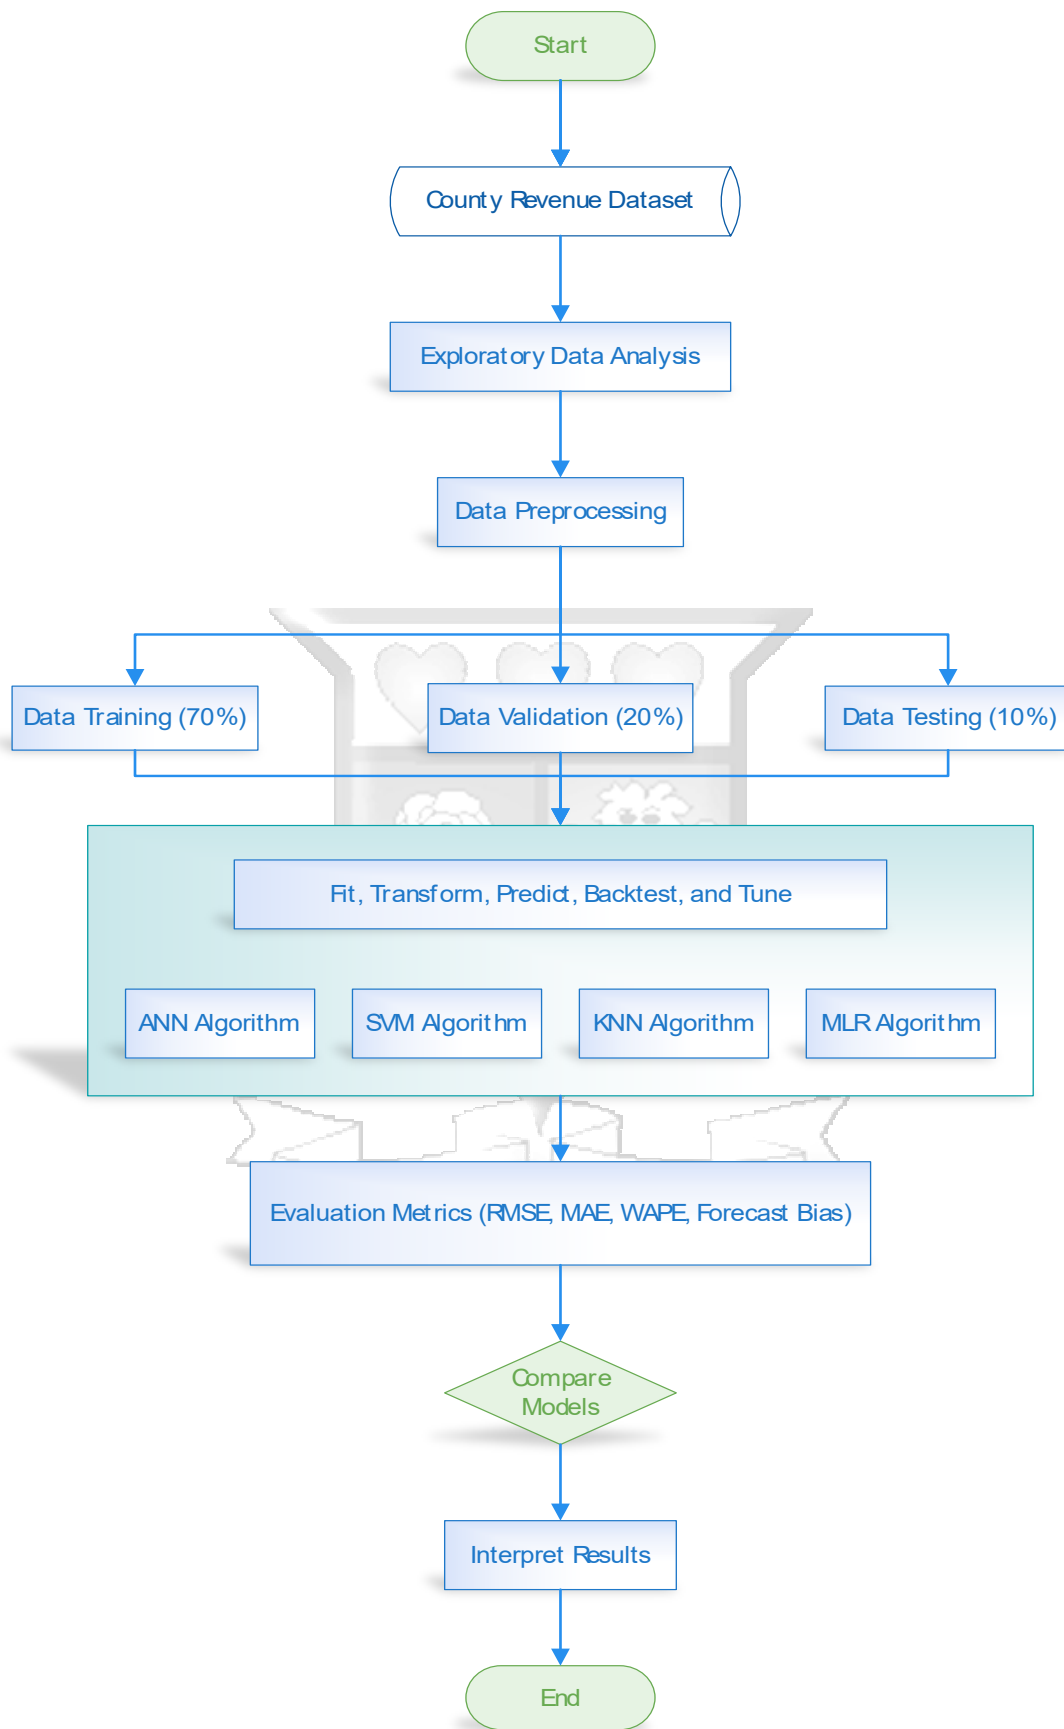 Start
County Revenue Dataset
Exploratory Data Analysis
Data Preprocessing
Data Training (70%)
Data Validation (20%)
Data Testing (10%)
Fit, Transform, Predict, Backtest, and Tune
ANN Algorithm
SVM Algorithm
KNN Algorithm
MLR Algorithm
Evaluation Metrics (RMSE, MAE, WAPE, Forecast Bias)
Compare
Models
Interpret Results
End